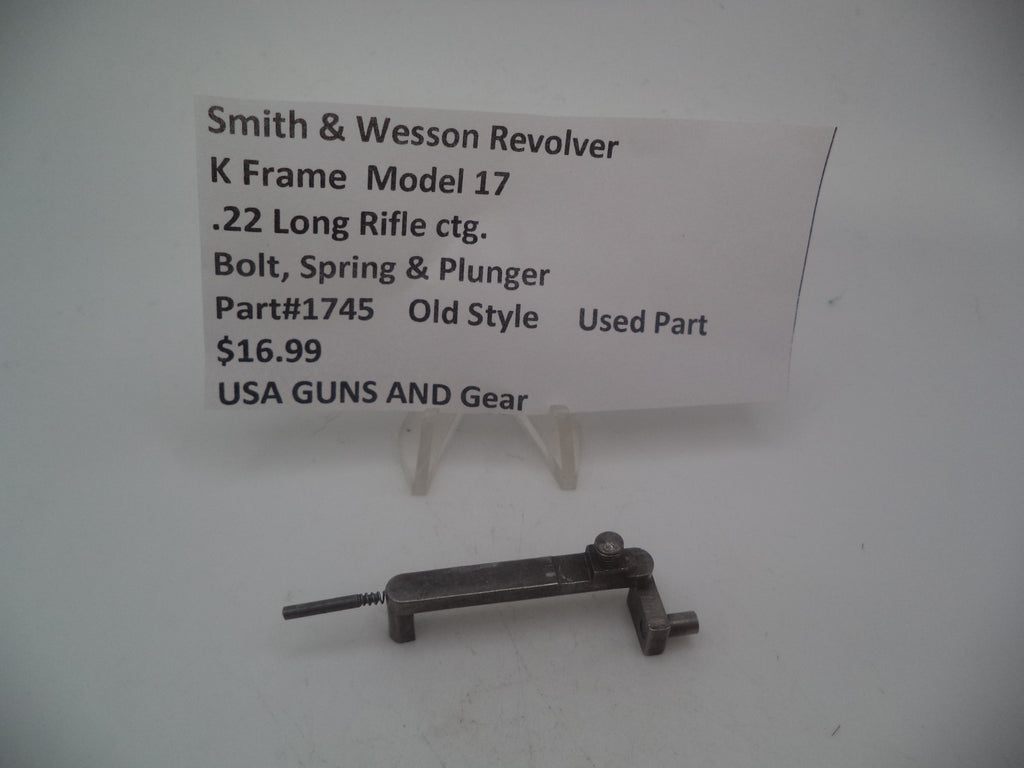 Smith & Wesson Revolver
K Frame Model 17
.22 Long Rifle ctg.
Bolt, Spring & Plunger
Part#1745 Old Style Used Part
$16.99
USA GUNS AND Gear